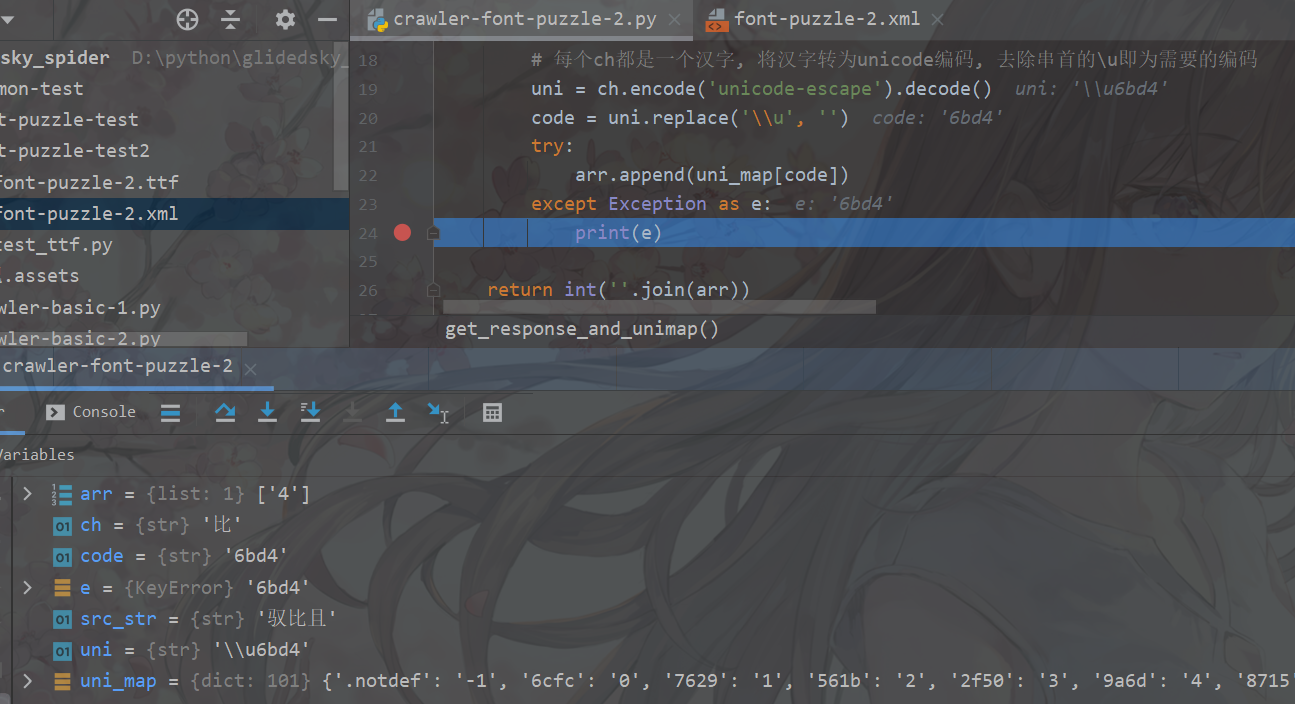 crawler-font-puzzle-2.py
font-puzzle-2.xml
sky_spider D:\python\glidedsky_
mon-test
t-puzzle-test
t-puzzle-test2
font-puzzle-2.ttf
font-puzzle-2.xml
test_ttf.py
.assets
wler-basic-1.py
wler-basic-2.py
18 # 每个ch都是一个汉字, 将汉字转为unicode编码, 去除串首的\u即为需要的编码
19 uni = ch.encode('unicode-escape').decode() uni: '\\u6bd4'
20 code = uni.replace('\\u', '') code: '6bd4'
21 try:
22 arr.append(uni_map[code])
23 except Exception as e: e: '6bd4'
24 print(e)
25
26 return int(''.join(arr))
get_response_and_unimap()
crawler-font-puzzle-2
r Console
Variables
arr = {list: 1} ['4']
01 ch = {str} '比'
01 code = {str} '6bd4'
e = {KeyError} '6bd4'
01 src_str = {str} '驭比且'
01 uni = {str} '\\u6bd4'
uni_map = {dict: 101} {'.notdef': '-1', '6cfc': '0', '7629': '1', '561b': '2', '2f50': '3', '9a6d': '4', '8715'